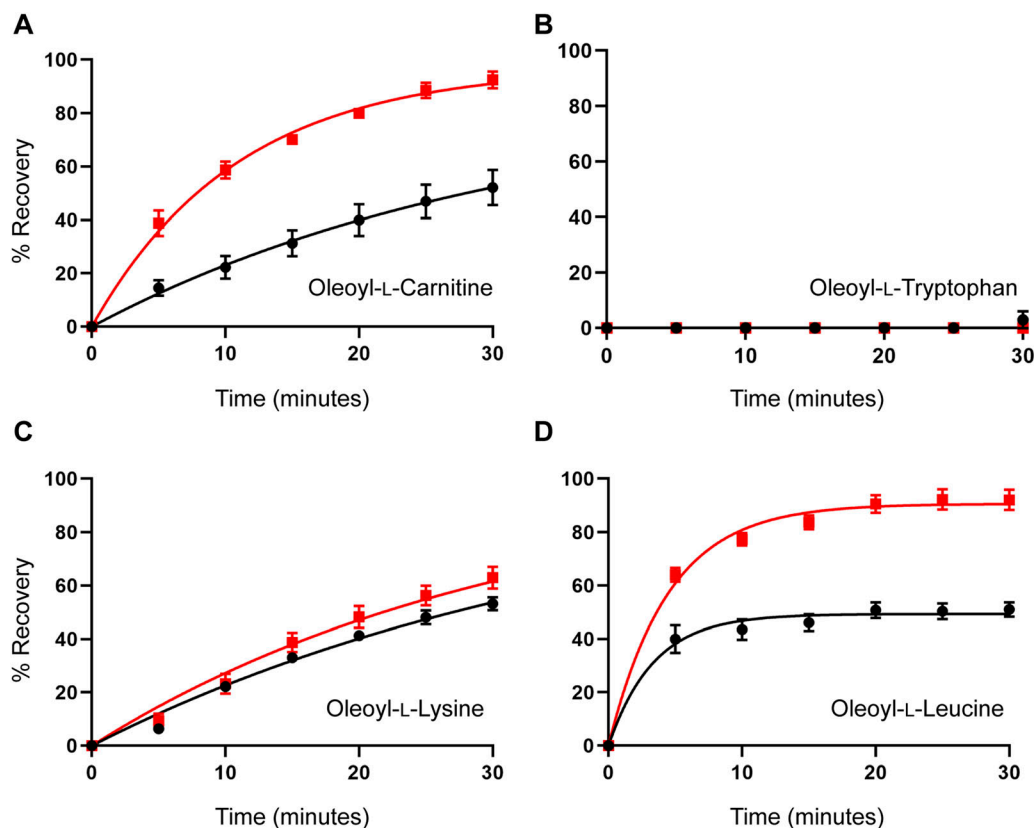 A
100
80
60
40
20
0
% Recovery
Oleoyl-L-Carnitine
0 10 20 30
Time (minutes)
B
100
80
60
40
20
0
Oleoyl-L-Tryptophan
0 10 20 30
Time (minutes)
C
100
80
60
40
20
0
% Recovery
Oleoyl-L-Lysine
0 10 20 30
Time (minutes)
D
100
80
60
40
20
0
Oleoyl-L-Leucine
0 10 20 30
Time (minutes)